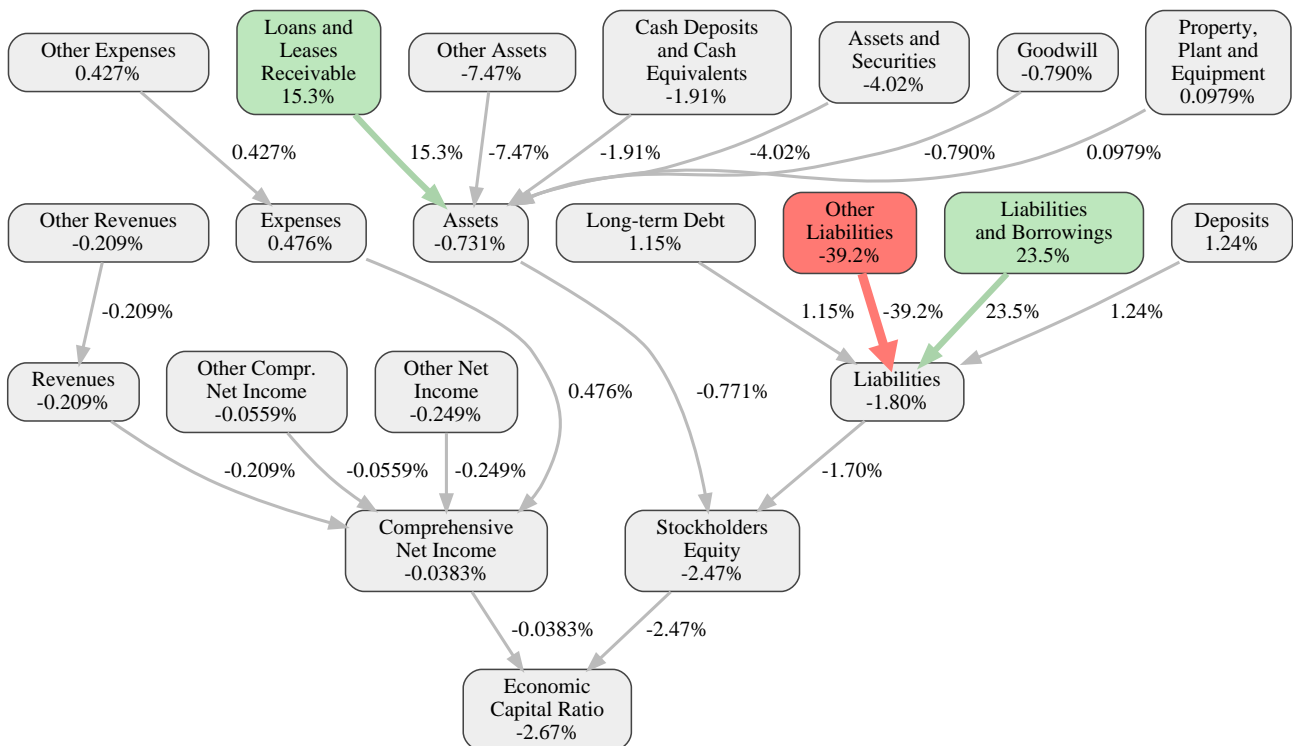 Other Expenses
0.427%
Loans and
Leases
Receivable
15.3%
Other Assets
-7.47%
Cash Deposits
and Cash
Equivalents
-1.91%
Assets and
Securities
-4.02%
Goodwill
-0.790%
Property,
Plant and
Equipment
0.0979%
0.427%
15.3%
-7.47%
-1.91%
-4.02%
-0.790%
0.0979%
Other Revenues
-0.209%
Expenses
0.476%
Assets
-0.731%
Long-term Debt
1.15%
Other
Liabilities
-39.2%
Liabilities
and Borrowings
23.5%
Deposits
1.24%
-0.209%
1.15%
-39.2%
23.5%
1.24%
Revenues
-0.209%
Other Compr.
Net Income
-0.0559%
Other Net
Income
-0.249%
0.476%
-0.771%
Liabilities
-1.80%
-0.209%
-0.0559%
-0.249%
-1.70%
Comprehensive
Net Income
-0.0383%
Stockholders
Equity
-2.47%
-0.0383%
-2.47%
Economic
Capital Ratio
-2.67%